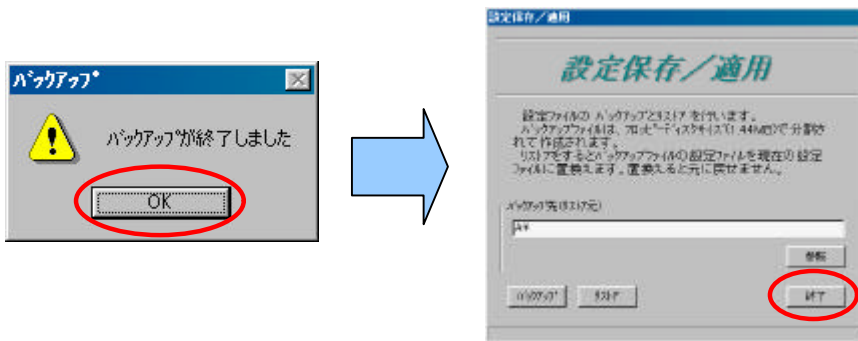 バックアップ
バックアップが終了しました
OK
設定保存／適用
設定保存／適用
設定ファイルの バックアップとリストア を行います。
バックアップファイルは、フロッピーディスクサイズ(1.44MB)で分割さ
れて作成されます。
リストアをするとバックアップファイルの設定ファイルを現在の設定
ファイルに置換えます。置換えると元に戻せません。
バックアップ先(リストア元)
A:¥
参照
バックアップ
リストア
終了